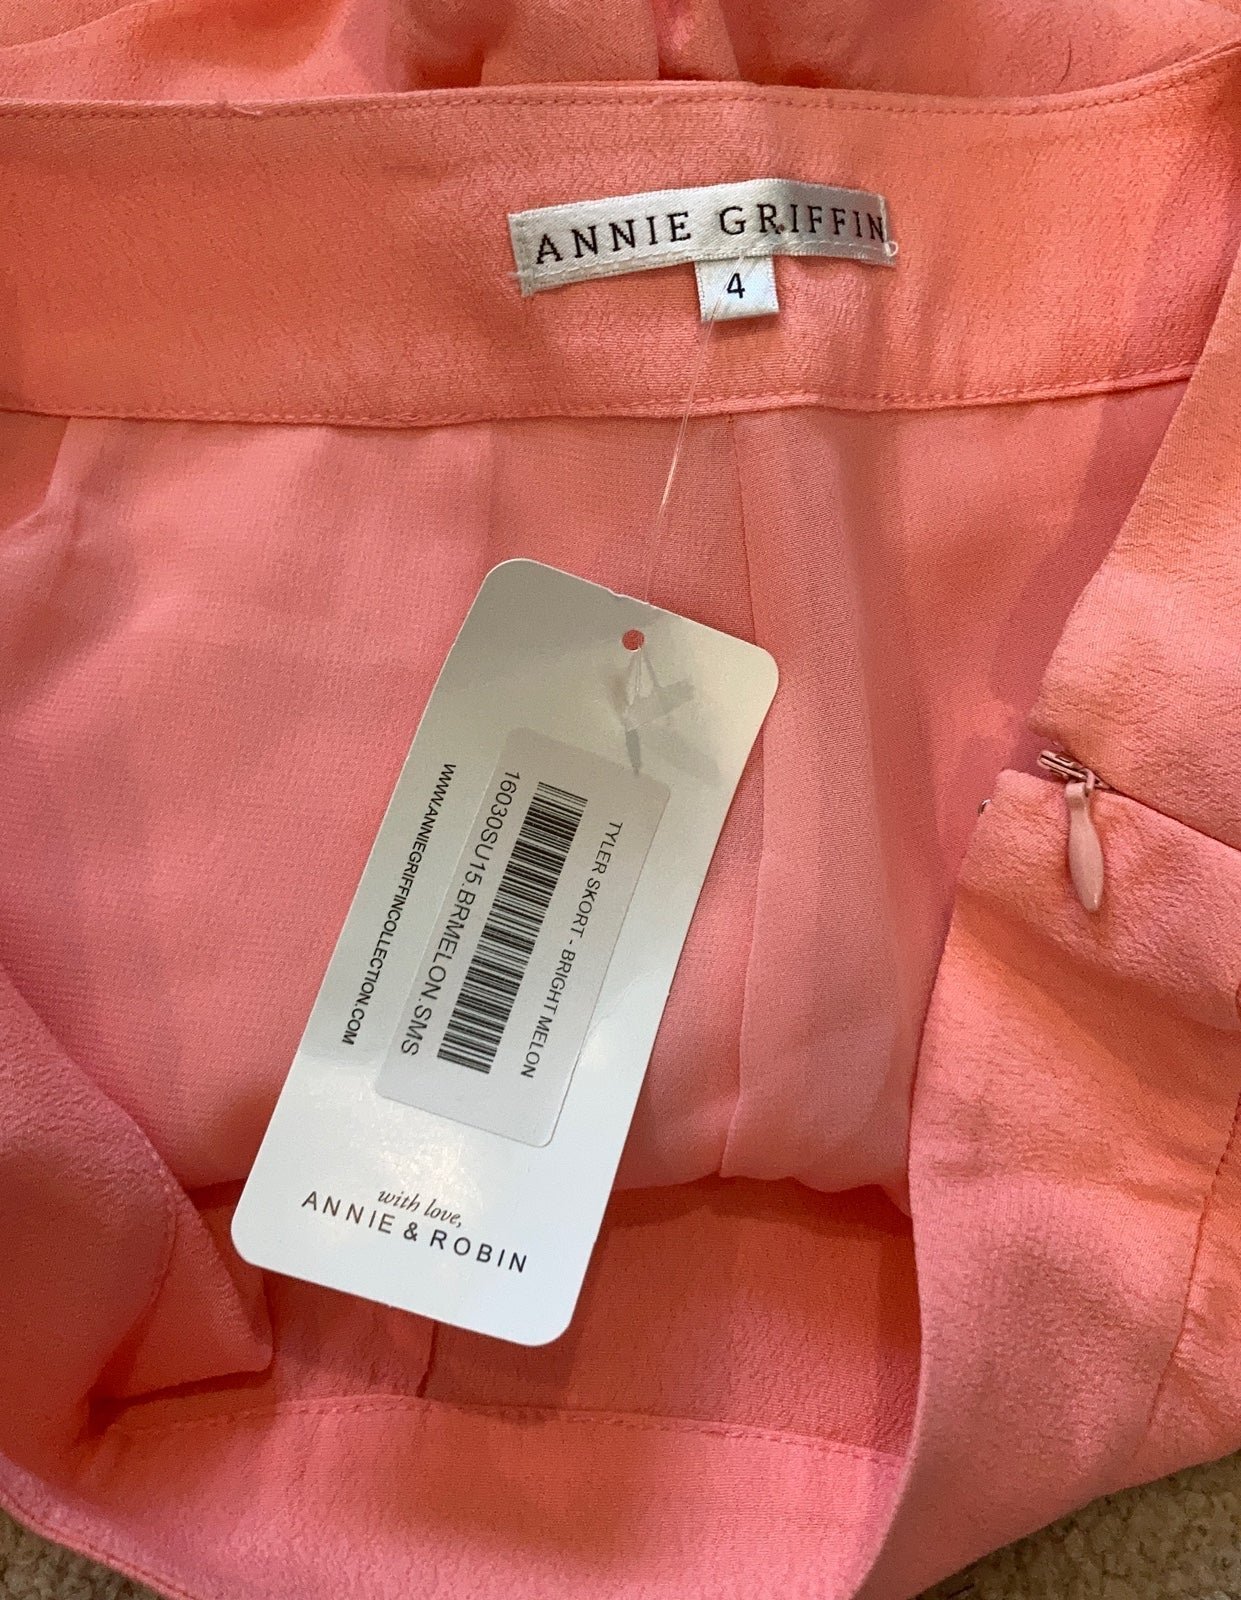 ANNIE GRIFFIN
4
TYLER SKORT - BRIGHT MELON
16030SU15.BRMELON.SMS
WWW.ANNIEGRIFFINCOLLECTION.COM
with love,
ANNIE & ROBIN